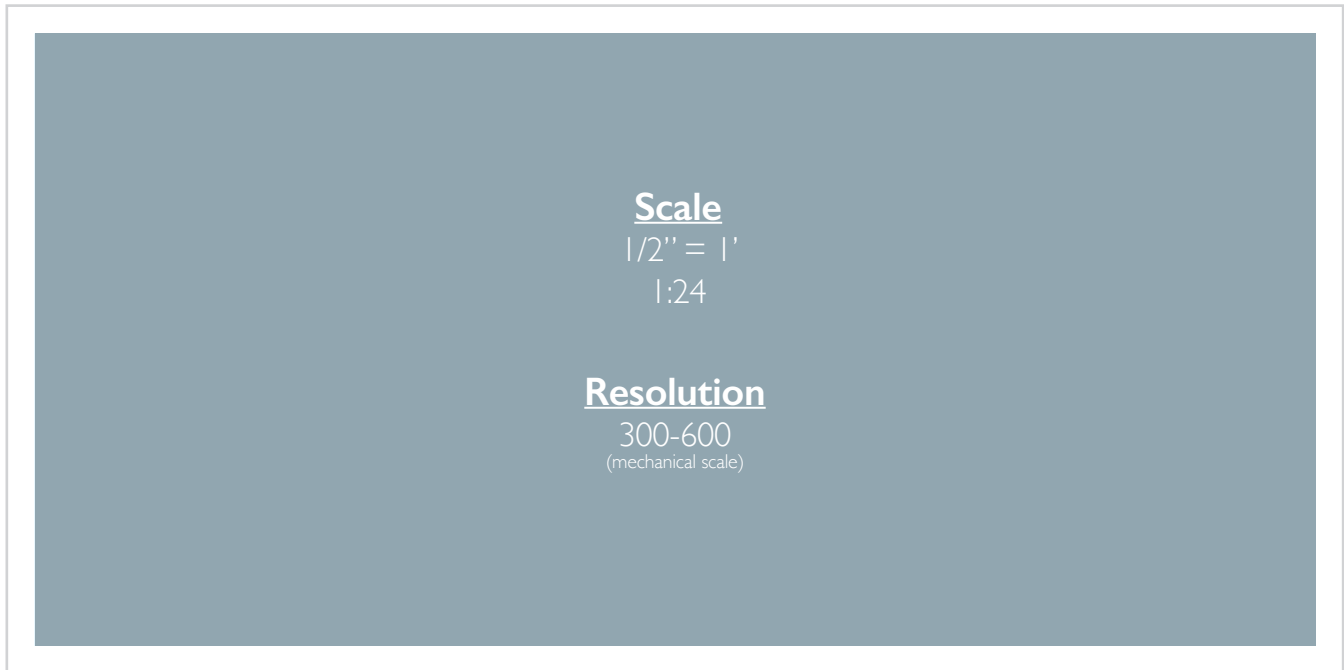 Scale
1/2’’ = 1’
1:24
Resolution
300-600
(mechanical scale)